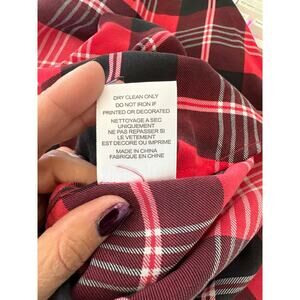 DRY CLEAN ONLY
DO NOT IRON IF
PRINTED OR DECORATED
NETTOYAGE A SEC
UNIQUEMENT
NE PAS REPASSER SI
LE VETEMENT
EST DECORE OU IMPRIME
MADE IN CHINA
FABRIQUE EN CHINE